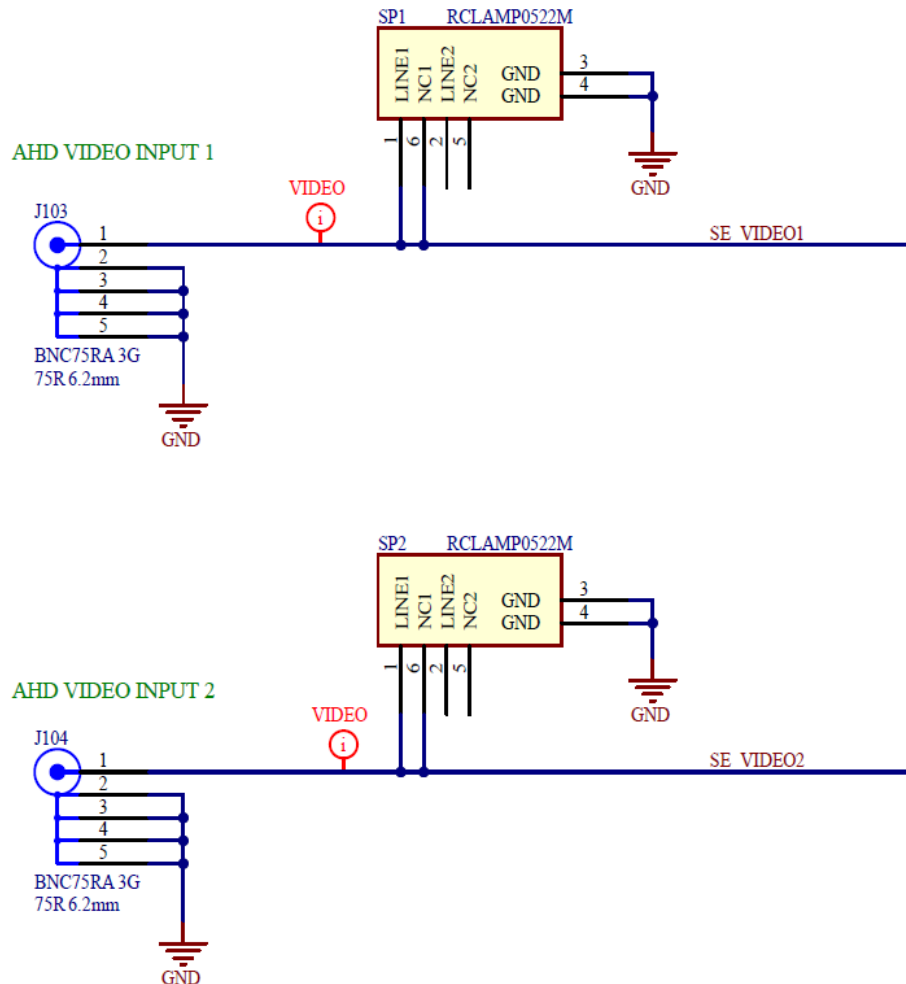 SP1 RCLAMP0522M
LINE1
NC1
LINE2
NC2
GND 3
GND 4
1
6
2
5
GND
AHD VIDEO INPUT 1
VIDEO
i
J103
1
2
3
4
5
SE_VIDEO1
BNC75RA 3G
75R 6.2mm
GND
SP2 RCLAMP0522M
LINE1
NC1
LINE2
NC2
GND 3
GND 4
1
6
2
5
GND
AHD VIDEO INPUT 2
VIDEO
i
J104
1
2
3
4
5
SE_VIDEO2
BNC75RA 3G
75R 6.2mm
GND